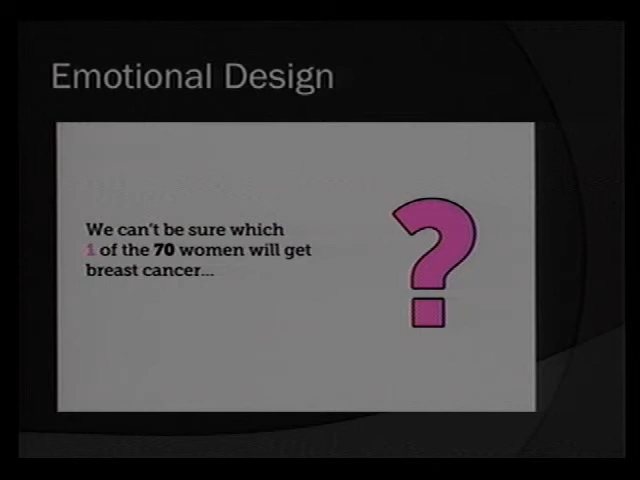 Emotional Design
We can't be sure which
1 of the 70 women will get
breast cancer...
?